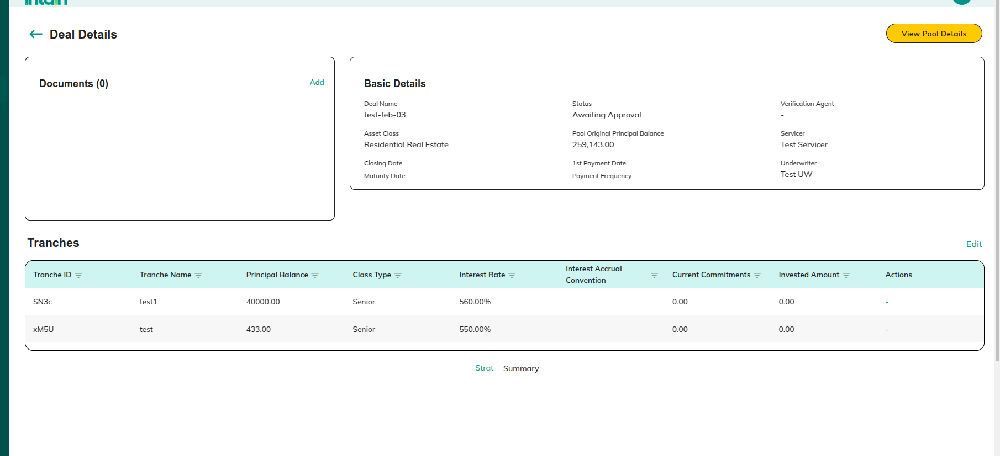 intain
Deal Details
View Pool Details
Documents (0)
Add
Basic Details
Deal Name
test-feb-03
Status
Awaiting Approval
Verification Agent
-
Asset Class
Residential Real Estate
Pool Original Principal Balance
259,143.00
Servicer
Test Servicer
Closing Date
1st Payment Date
Underwriter
Test UW
Maturity Date
Payment Frequency
Tranches
Edit
Tranche ID Tranche Name Principal Balance Class Type Interest Rate Interest Accrual Convention Current Commitments Invested Amount Actions
SN3c test1 40000.00 Senior 560.00% 0.00 0.00 -
xM5U test 433.00 Senior 550.00% 0.00 0.00 -
Strat Summary